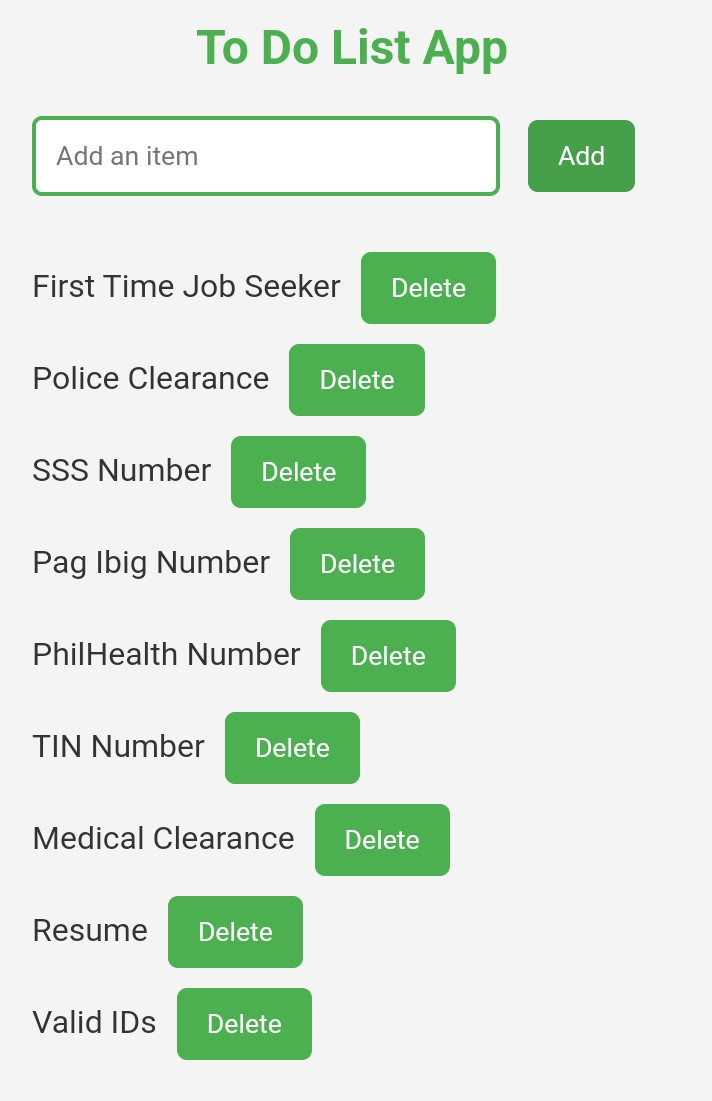 To Do List App
Add an item Add
First Time Job Seeker Delete
Police Clearance Delete
SSS Number Delete
Pag Ibig Number Delete
PhilHealth Number Delete
TIN Number Delete
Medical Clearance Delete
Resume Delete
Valid IDs Delete